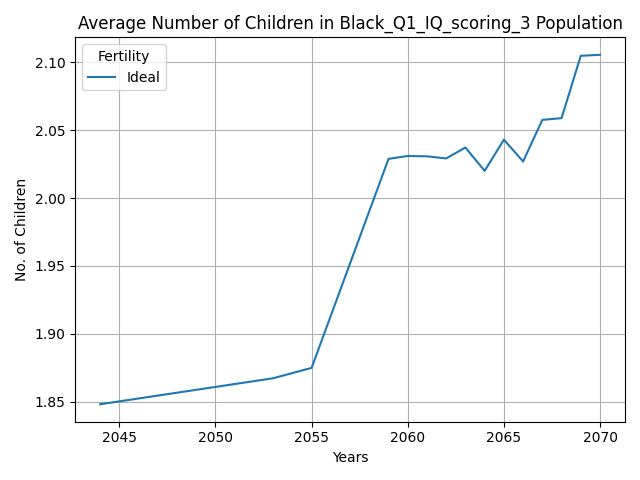 Average Number of Children in Black_Q1_IQ_scoring_3 Population
Fertility
Ideal
2.10
2.05
2.00
1.95
1.90
1.85
No. of Children
2045 2050 2055 2060 2065 2070
Years